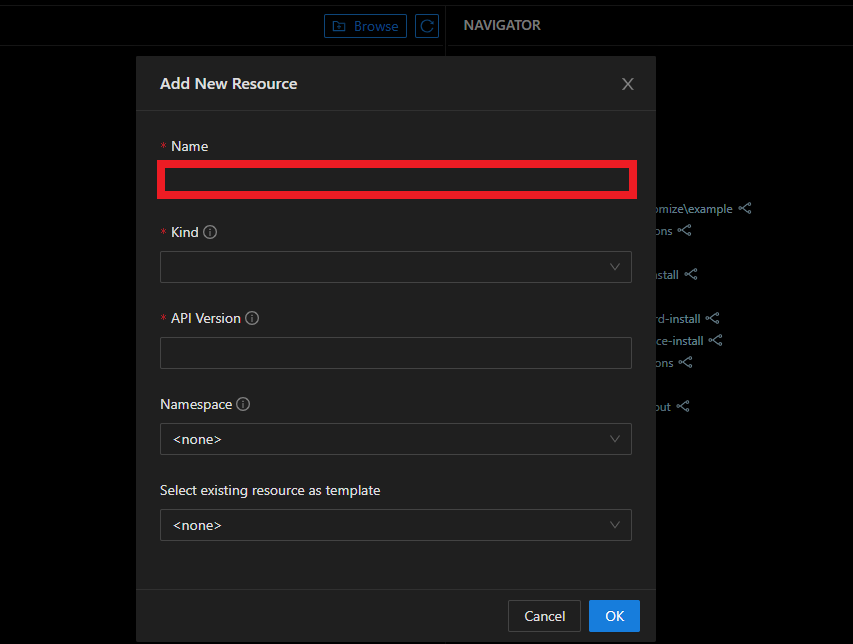 Browse
NAVIGATOR
Add New Resource
* Name
omize\example
ons
* Kind
nstall
* API Version
rd-install
ce-install
ons
Namespace
out
<none>
Select existing resource as template
<none>
Cancel
OK